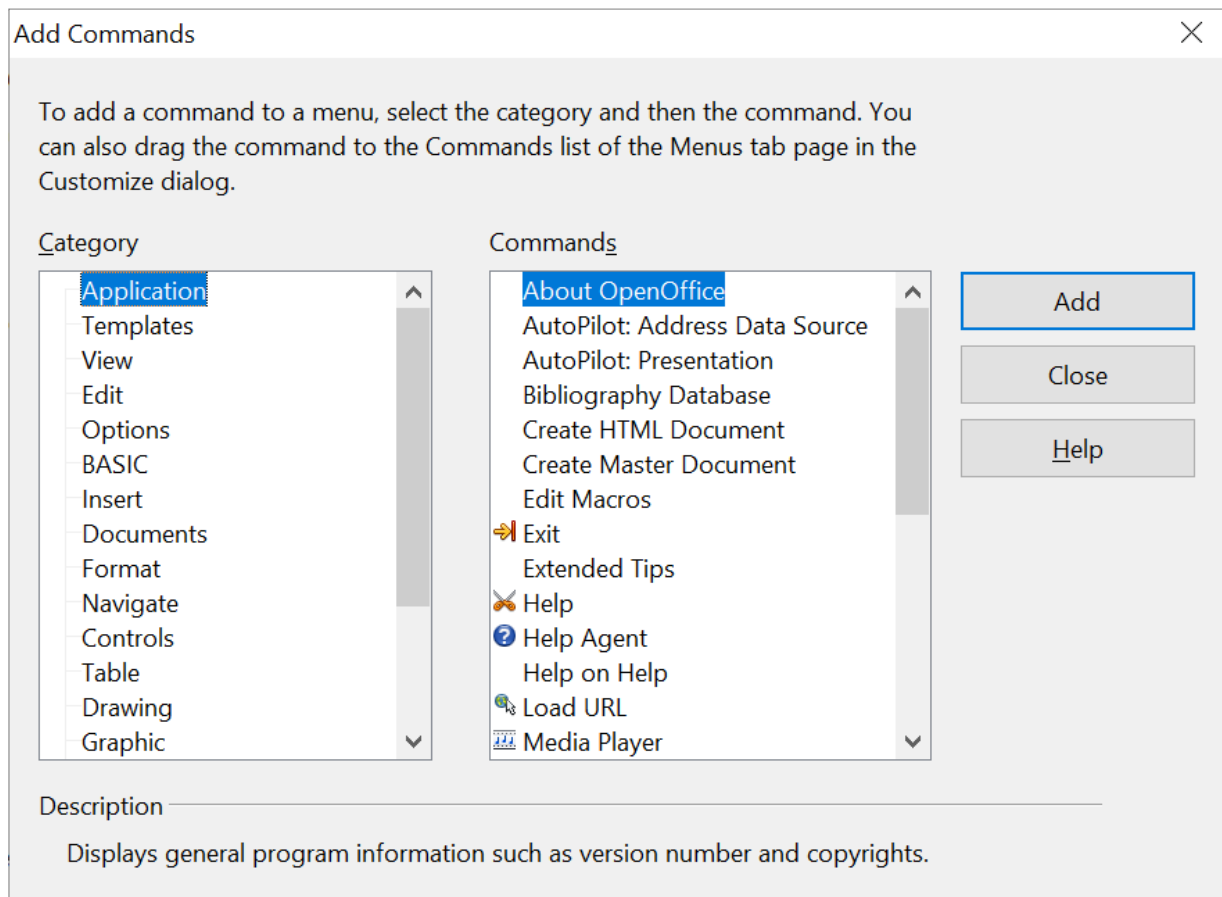 Add Commands
To add a command to a menu, select the category and then the command. You
can also drag the command to the Commands list of the Menus tab page in the
Customize dialog.
Category
Application
Templates
View
Edit
Options
BASIC
Insert
Documents
Format
Navigate
Controls
Table
Drawing
Graphic
Commands
About OpenOffice
AutoPilot: Address Data Source
AutoPilot: Presentation
Bibliography Database
Create HTML Document
Create Master Document
Edit Macros
Exit
Extended Tips
Help
Help Agent
Help on Help
Load URL
Media Player
Add
Close
Help
Description
Displays general program information such as version number and copyrights.